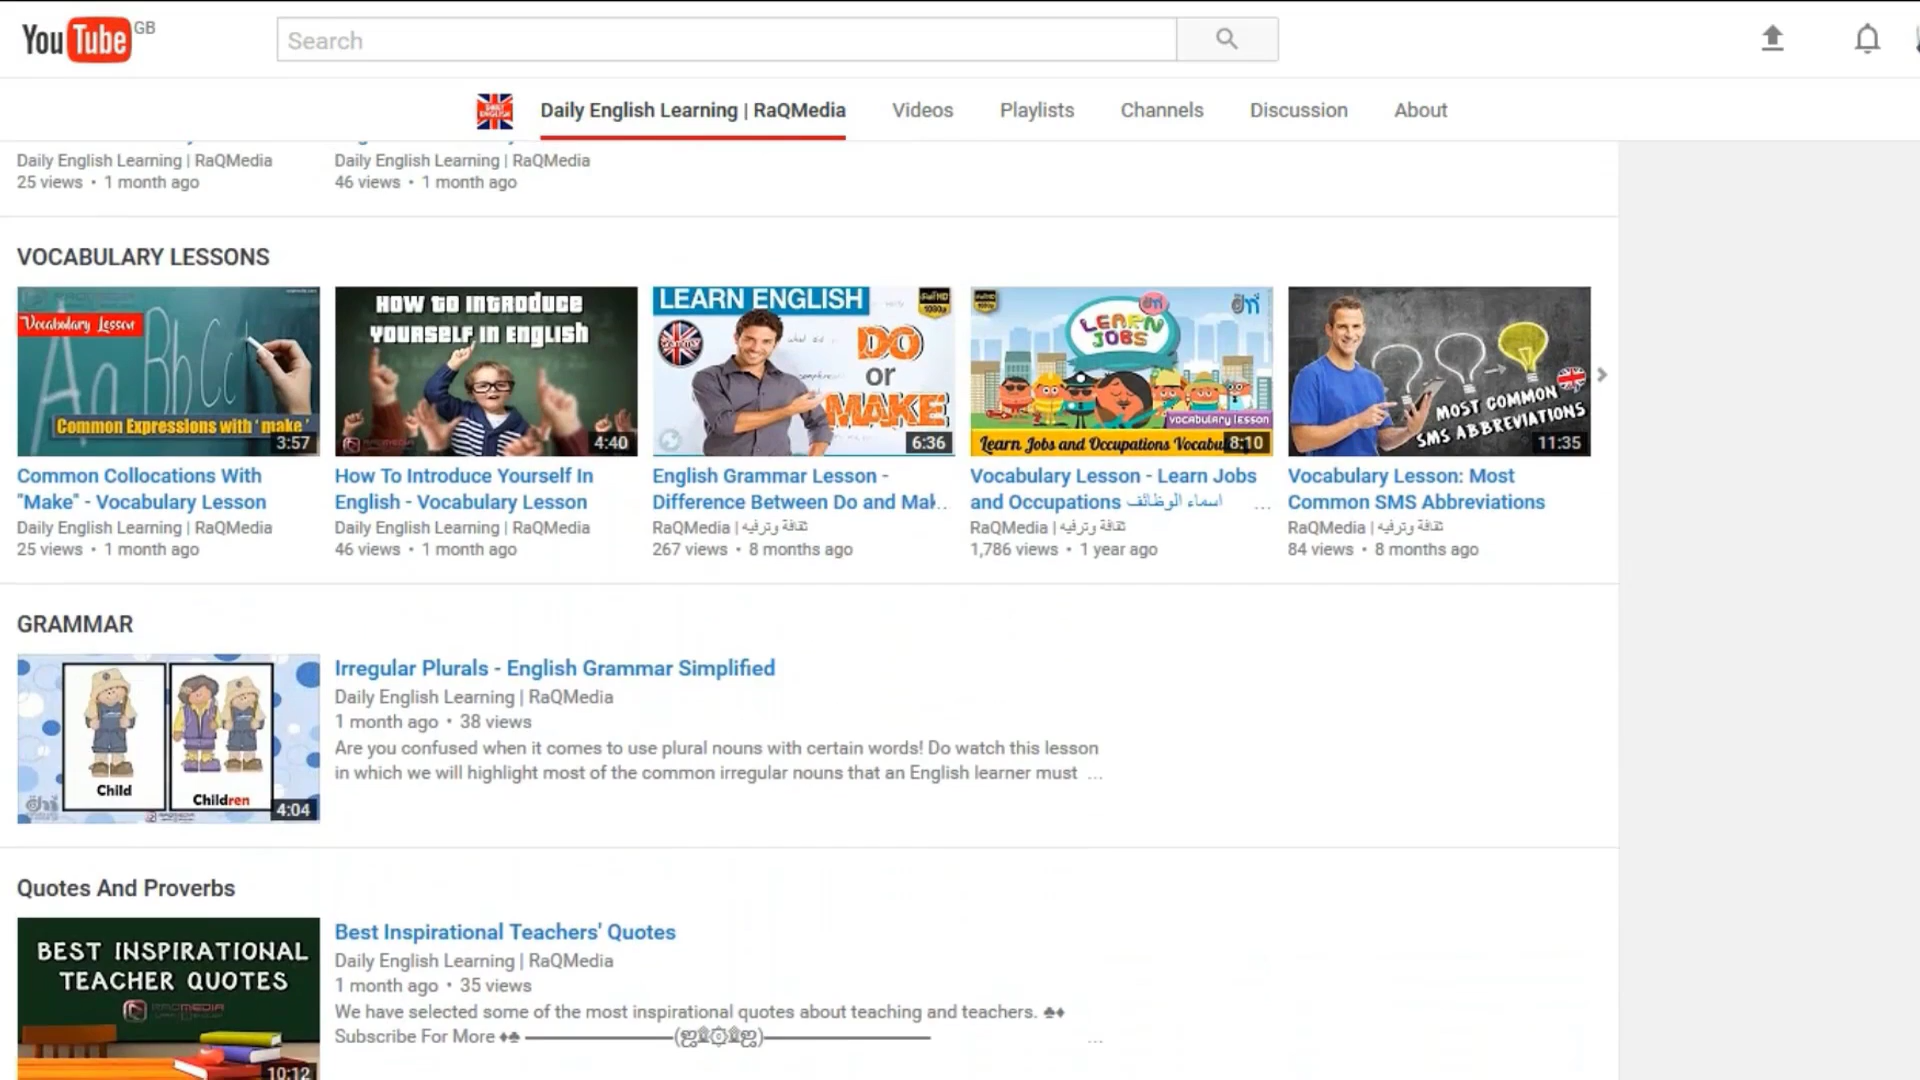 YouTube GB
Search
Daily English Learning | RaQMedia Videos Playlists Channels Discussion About
Daily English Learning | RaQMedia
25 views • 1 month ago
Daily English Learning | RaQMedia
46 views • 1 month ago
VOCABULARY LESSONS
Vocabulary Lesson
Aa Bb Cc
Common Expressions with 'make'
3:57
Common Collocations With
"Make" - Vocabulary Lesson
Daily English Learning | RaQMedia
25 views • 1 month ago
HOW TO INTRODUCE
YOURSELF IN ENGLISH
4:40
How To Introduce Yourself In
English - Vocabulary Lesson
Daily English Learning | RaQMedia
46 views • 1 month ago
LEARN ENGLISH
DO
or
MAKE
6:36
English Grammar Lesson -
Difference Between Do and Mak..
RaQMedia | ثقافة وترفيه
267 views • 8 months ago
LEARN
JOBS
vocabulary lesson
Learn Jobs and Occupations Vocabu
8:10
Vocabulary Lesson - Learn Jobs
and Occupations اسماء الوظائف ...
RaQMedia | ثقافة وترفيه
1,786 views • 1 year ago
MOST COMMON
SMS ABBREVIATIONS
11:35
Vocabulary Lesson: Most
Common SMS Abbreviations
RaQMedia | ثقافة وترفيه
84 views • 8 months ago
GRAMMAR
Child
Children
4:04
Irregular Plurals - English Grammar Simplified
Daily English Learning | RaQMedia
1 month ago • 38 views
Are you confused when it comes to use plural nouns with certain words! Do watch this lesson
in which we will highlight most of the common irregular nouns that an English learner must ...
Quotes And Proverbs
BEST INSPIRATIONAL
TEACHER QUOTES
RAQMEDIA
10:12
Best Inspirational Teachers' Quotes
Daily English Learning | RaQMedia
1 month ago • 35 views
We have selected some of the most inspirational quotes about teaching and teachers. ♣♦
Subscribe For More ♦♣ ───────(ஜ۩۞۩ஜ)──────── ...